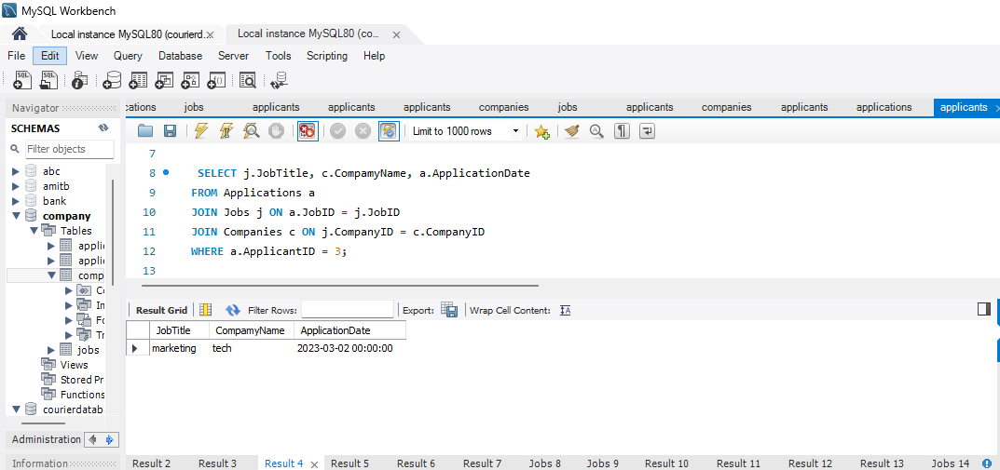 MySQL Workbench
Local instance MySQL80 (courierd. Local instance MySQL80 (co...
File Edit View Query Database Server Tools Scripting Help
Navigator
cations jobs applicants applicants applicants companies jobs applicants companies applicants applications applicants
SCHEMAS
Limit to 1000 rows
Filter objects
abc
amitb
bank
company
Tables
applic
applic
comp
C
In
Fo
Tr
jobs
Views
Stored Pr
Functions
courierdatab
Administration
Information
7
8 SELECT j.JobTitle, c.CompamyName, a.ApplicationDate
9 FROM Applications a
10 JOIN Jobs j ON a.JobID = j.JobID
11 JOIN Companies c ON j.CompanyID = c.CompanyID
12 WHERE a.ApplicantID = 3;
13
Result Grid Filter Rows: Export: Wrap Cell Content:
JobTitle CompamyName ApplicationDate
marketing tech 2023-03-02 00:00:00
Result 2 Result 3 Result 4 Result 5 Result 6 Result 7 Jobs 8 Jobs 9 Result 10 Result 11 Result 12 Result 13 Jobs 14